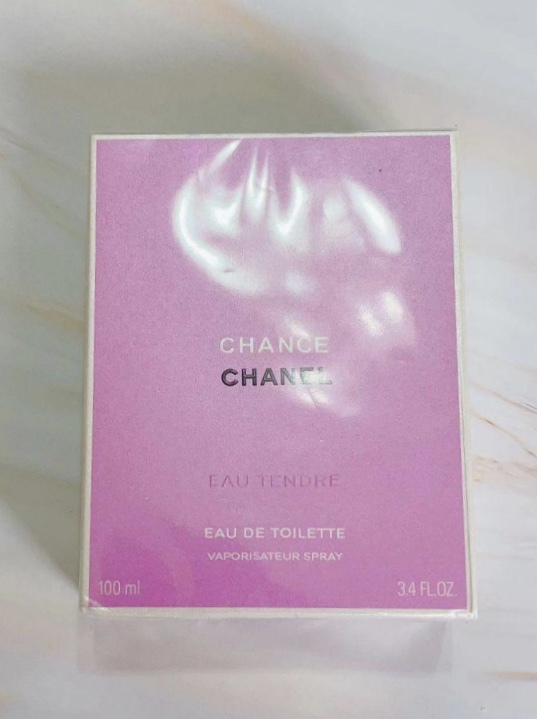 CHANCE
CHANEL
EAU TENDRE
EAU DE TOILETTE
VAPORISATEUR SPRAY
100 ml
3.4 FL.OZ.